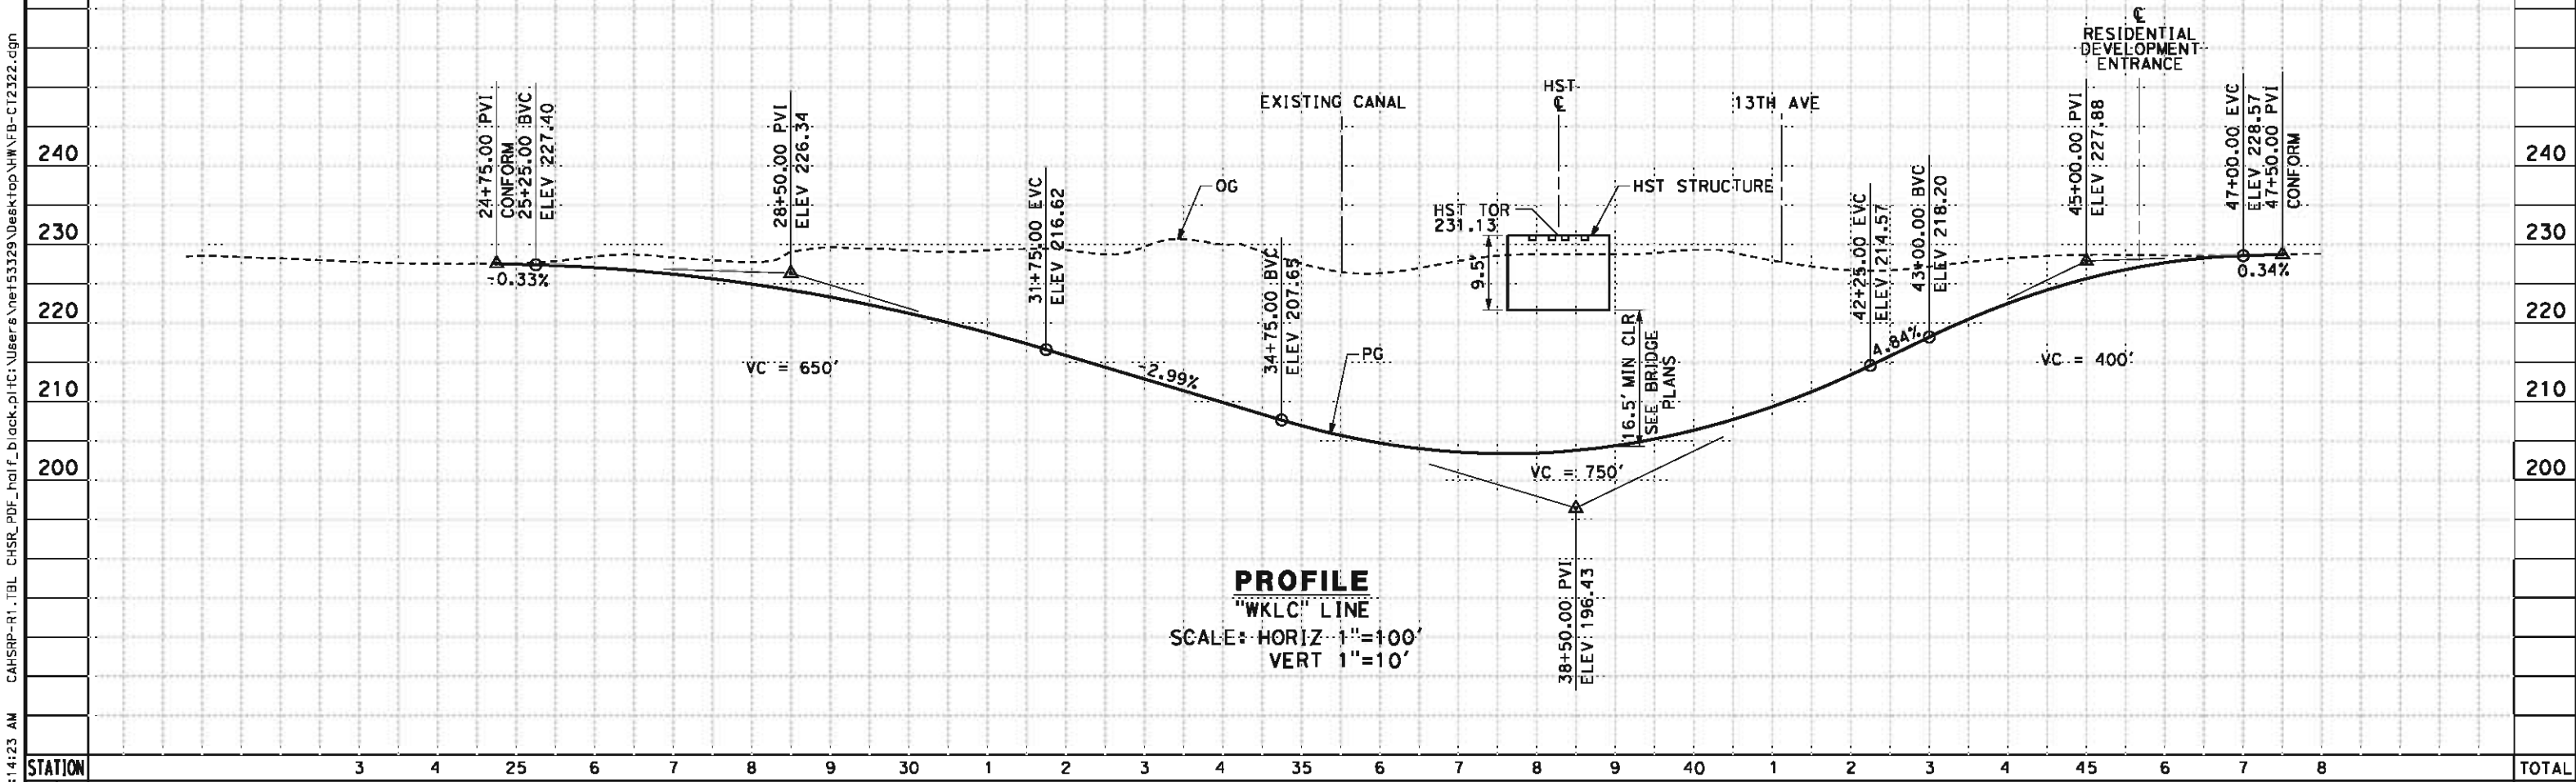 ℄
RESIDENTIAL
DEVELOPMENT
ENTRANCE
24+75.00 PVI
CONFORM
25+25.00 BVC
ELEV 227.40
28+50.00 PVI
ELEV 226.34
31+75.00 EVC
ELEV 216.62
34+75.00 BVC
ELEV 207.65
EXISTING CANAL
HST
℄
13TH AVE
42+25.00 EVC
ELEV 214.57
43+00.00 BVC
ELEV 218.20
45+00.00 PVI
ELEV 227.88
47+00.00 EVC
ELEV 228.57
47+50.00 PVI
CONFORM
240
240
OG
HST STRUCTURE
HST TOR
231.13
230
230
-0.33%
9.5'
0.34%
220
220
VC = 650'
-2.99%
PG
16.5' MIN CLR
SEE BRIDGE
PLANS
4.84%
VC = 400'
210
210
200
200
VC = 750'
38+50.00 PVI
ELEV 196.43
PROFILE
"WKLC" LINE
SCALE: HORIZ 1"=100'
VERT 1"=10'
STATION 3 4 25 6 7 8 9 30 1 2 3 4 35 6 7 8 9 40 1 2 3 4 45 6 7 8 TOTAL
:14:23 AM CAHSRP-R1.TBL CHSR_PDF_half_black.plt C:\Users\net53329\Desktop\HW\FB-CT2322.dgn